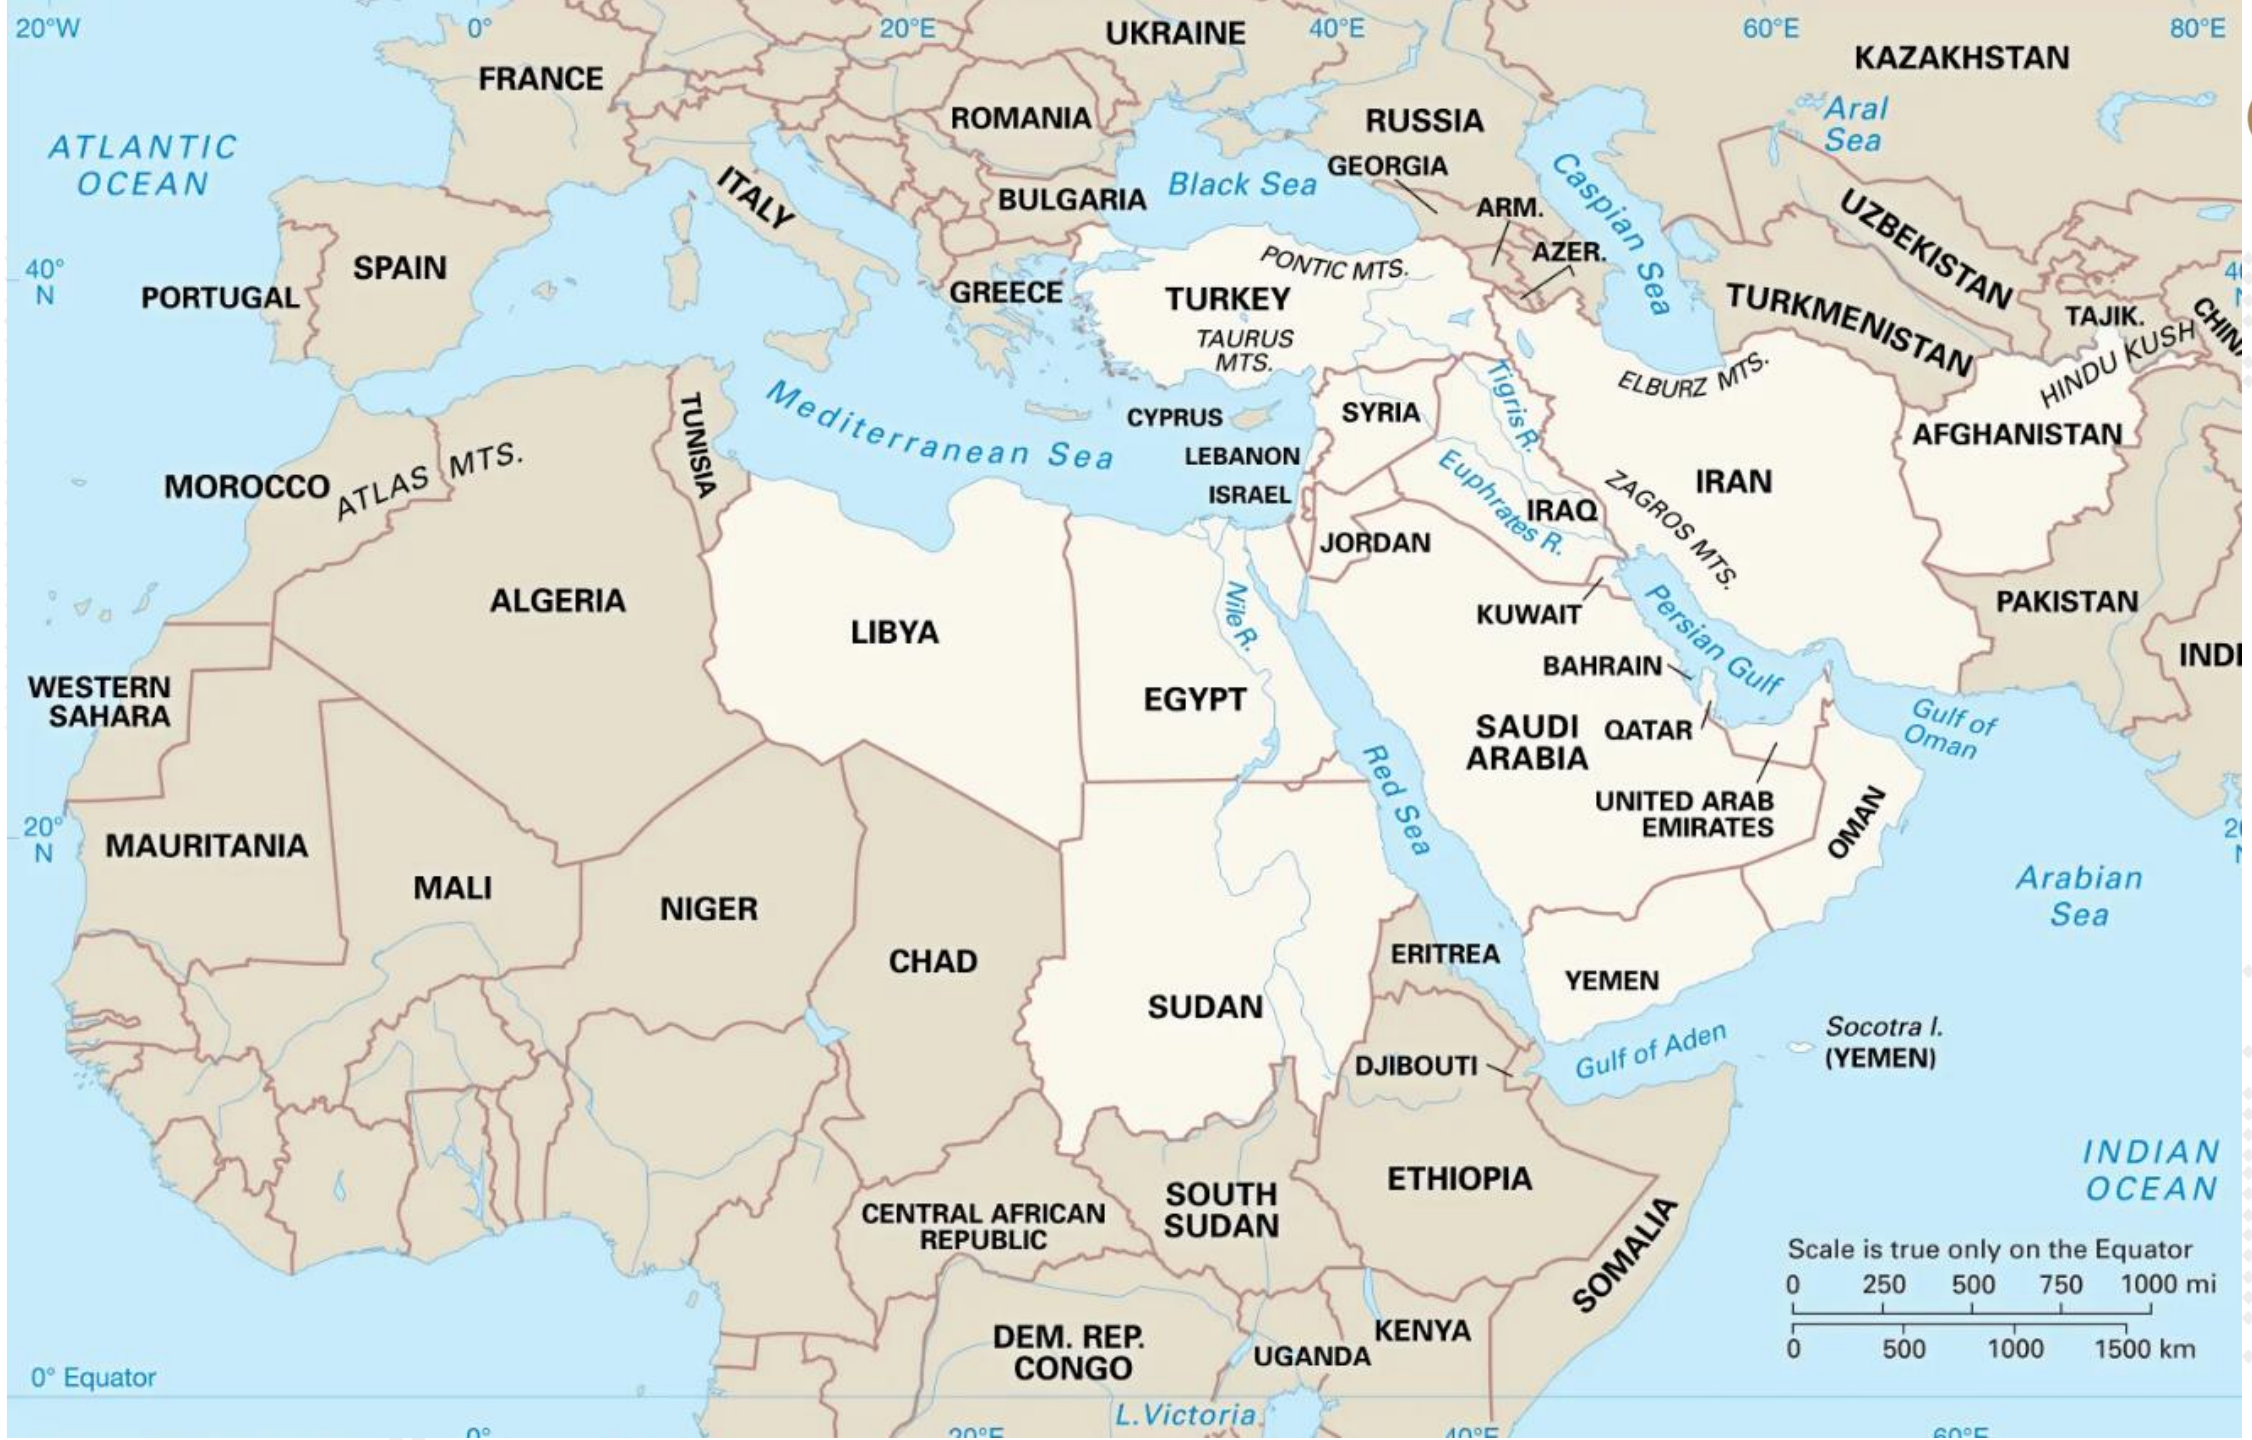 20°W
0°
20°E
40°E
60°E
80°E
UKRAINE
KAZAKHSTAN
FRANCE
ROMANIA
RUSSIA
Aral
Sea
ATLANTIC
OCEAN
GEORGIA
Caspian Sea
ITALY
BULGARIA
Black Sea
ARM.
UZBEKISTAN
AZER.
40°
N
SPAIN
PORTUGAL
GREECE
PONTIC MTS.
TURKEY
TAURUS
MTS.
TURKMENISTAN
TAJIK.
HINDU KUSH
ELBURZ MTS.
Tigris R.
TUNISIA
Mediterranean Sea
CYPRUS
SYRIA
AFGHANISTAN
LEBANON
ISRAEL
MOROCCO
ATLAS MTS.
Euphrates R.
IRAQ
ZAGROS MTS.
IRAN
JORDAN
ALGERIA
LIBYA
Nile R.
KUWAIT
Persian Gulf
PAKISTAN
INDI
BAHRAIN
WESTERN
SAHARA
EGYPT
SAUDI
ARABIA
QATAR
Gulf of
Oman
Red Sea
UNITED ARAB
EMIRATES
OMAN
20°
N
MAURITANIA
MALI
NIGER
CHAD
Arabian
Sea
ERITREA
YEMEN
SUDAN
Socotra I.
(YEMEN)
DJIBOUTI
Gulf of Aden
INDIAN
OCEAN
ETHIOPIA
SOUTH
SUDAN
CENTRAL AFRICAN
REPUBLIC
SOMALIA
Scale is true only on the Equator
0 250 500 750 1000 mi
0 500 1000 1500 km
DEM. REP.
CONGO
UGANDA
KENYA
0° Equator
L. Victoria
0°
20°E
40°E
60°E